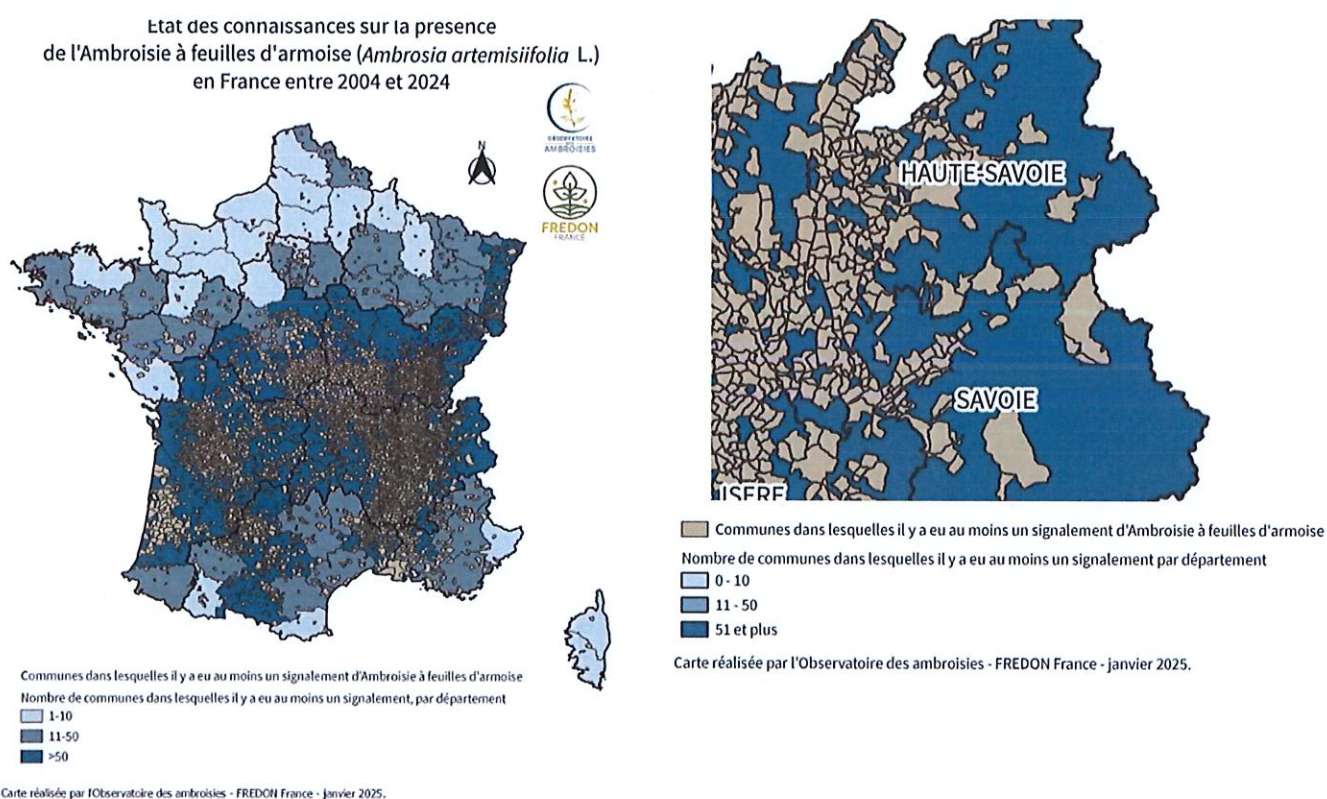 Etat des connaissances sur la presence
de l'Ambroisie à feuilles d'armoise (Ambrosia artemisiifolia L.)
en France entre 2004 et 2024
N
OBSERVATOIRE
DES
AMBROISIES
FREDON
FRANCE
Communes dans lesquelles il y a eu au moins un signalement d'Ambroisie à feuilles d'armoise
Nombre de communes dans lesquelles il y a eu au moins un signalement, par département
1-10
11-50
>50
Carte réalisée par l'Observatoire des ambroisies - FREDON France - janvier 2025.
HAUTE-SAVOIE
SAVOIE
ISERE
Communes dans lesquelles il y a eu au moins un signalement d'Ambroisie à feuilles d'armoise
Nombre de communes dans lesquelles il y a eu au moins un signalement par département
0 - 10
11 - 50
51 et plus
Carte réalisée par l'Observatoire des ambroisies - FREDON France - janvier 2025.